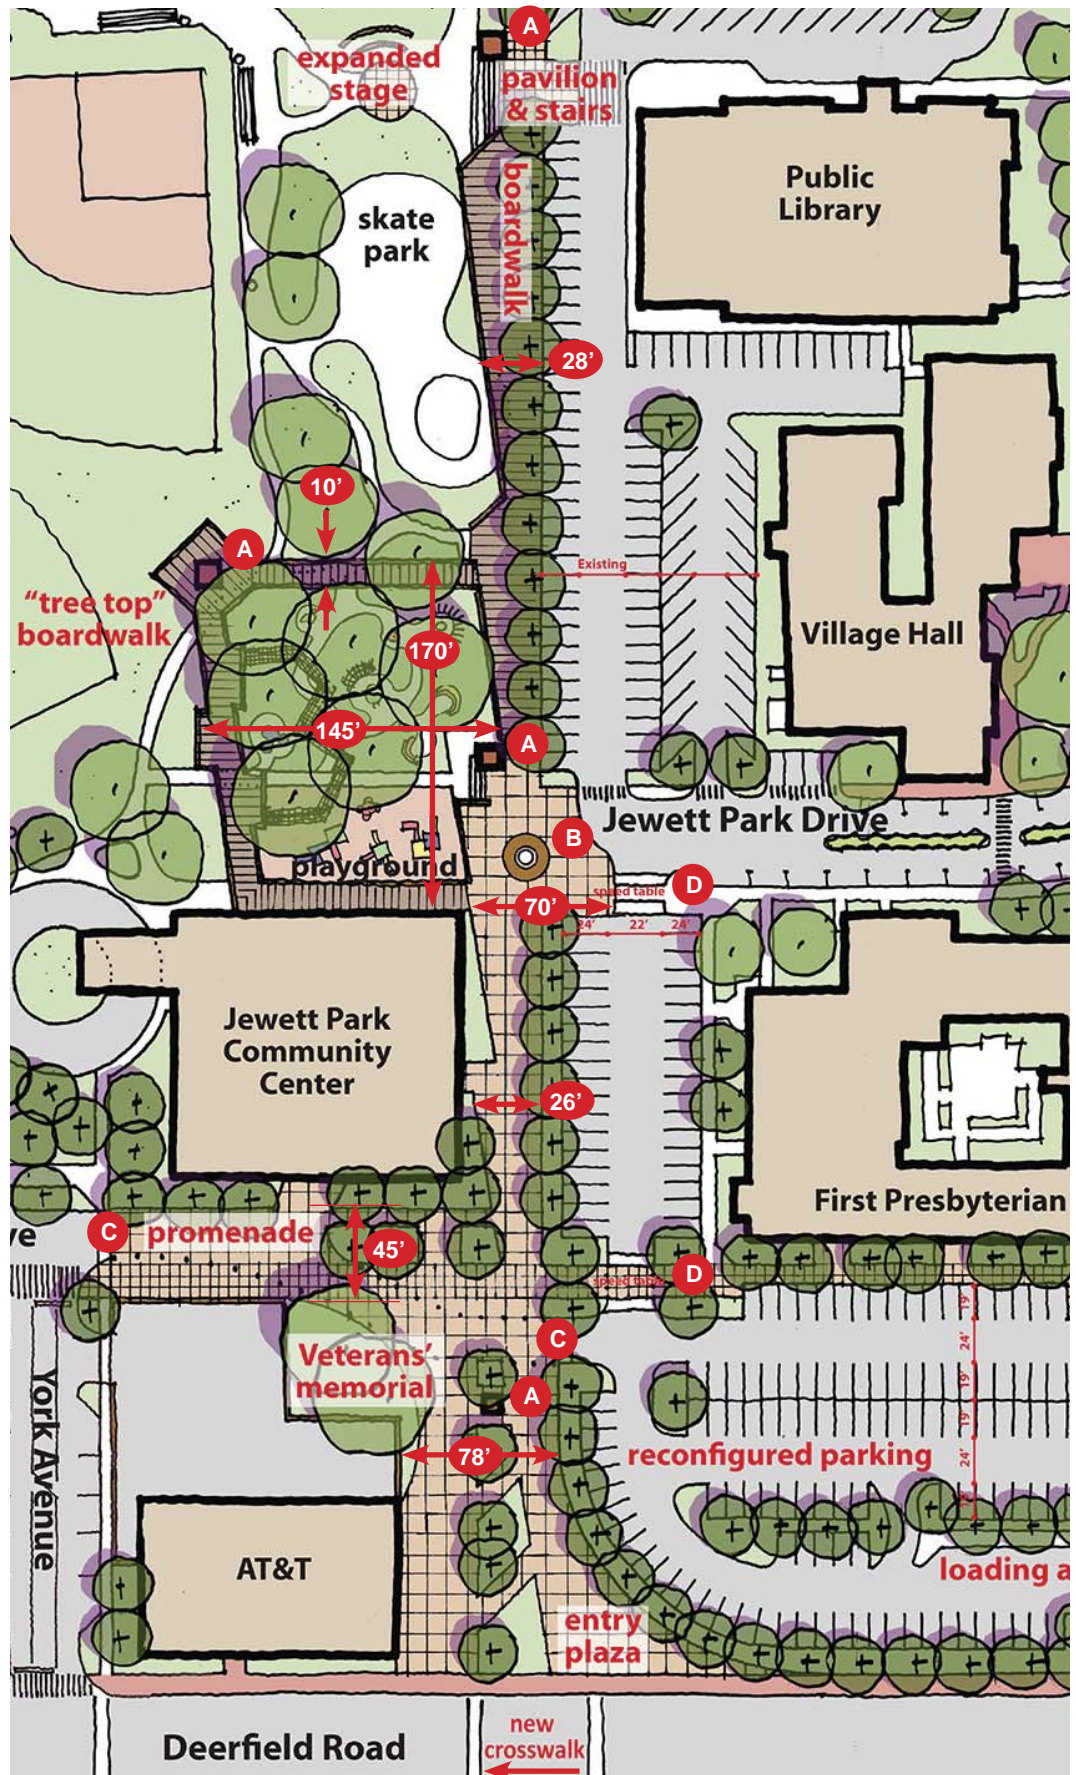 A
expanded
stage
pavilion
& stairs
boardwalk
Public
Library
skate
park
28’
10’
A
Existing
“tree top”
boardwalk
170’
Village Hall
145’
A
Jewett Park Drive
B
playground
speed table
D
70’
24’
22’
24’
Jewett Park
Community
Center
26’
First Presbyterian
C
promenade
ve
45’
speed table
D
19’
24’
C
Veterans’
memorial
A
19’
19’
York Avenue
78’
reconfigured parking
24’
AT&T
loading a
entry
plaza
new
crosswalk
Deerfield Road